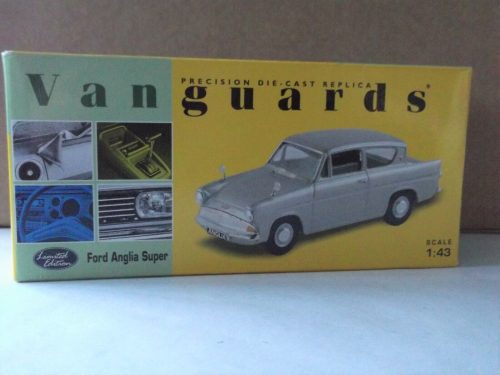 Vanguards
PRECISION DIE-CAST REPLICA
Limited
Edition
Ford Anglia Super
SCALE
1:43